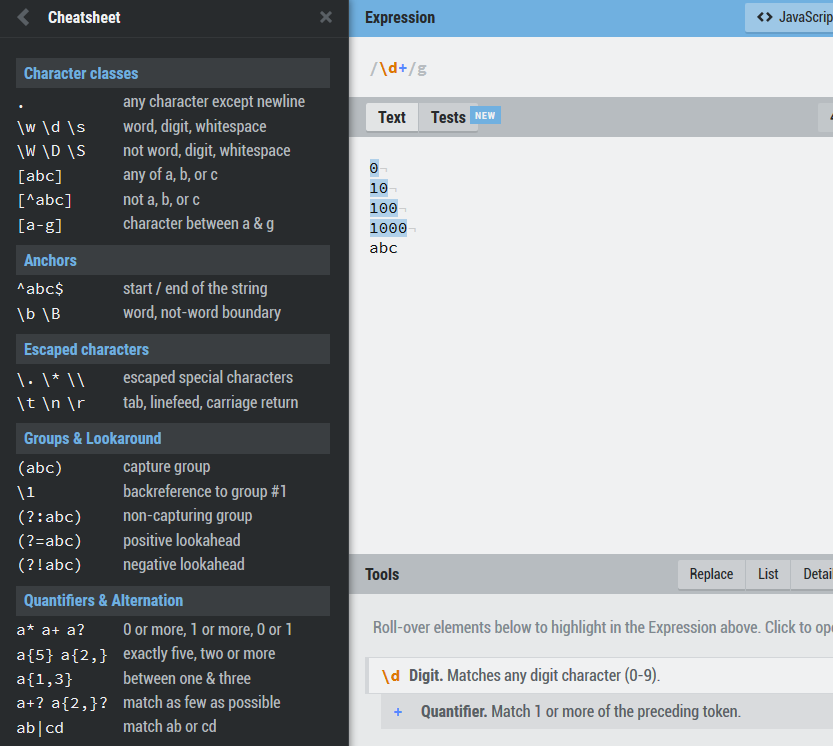 Cheatsheet
Character classes
. any character except newline
\w \d \s word, digit, whitespace
\W \D \S not word, digit, whitespace
[abc] any of a, b, or c
[^abc] not a, b, or c
[a-g] character between a & g
Anchors
^abc$ start / end of the string
\b \B word, not-word boundary
Escaped characters
\. \* \\ escaped special characters
\t \n \r tab, linefeed, carriage return
Groups & Lookaround
(abc) capture group
\1 backreference to group #1
(?:abc) non-capturing group
(?=abc) positive lookahead
(?!abc) negative lookahead
Quantifiers & Alternation
a* a+ a? 0 or more, 1 or more, 0 or 1
a{5} a{2,} exactly five, two or more
a{1,3} between one & three
a+? a{2,}? match as few as possible
ab|cd match ab or cd
Expression <> JavaScrip
/\d+/g
Text Tests NEW
0¬
10¬
100¬
1000¬
abc
Tools Replace List Detai
Roll-over elements below to highlight in the Expression above. Click to ope
\d Digit. Matches any digit character (0-9).
+ Quantifier. Match 1 or more of the preceding token.